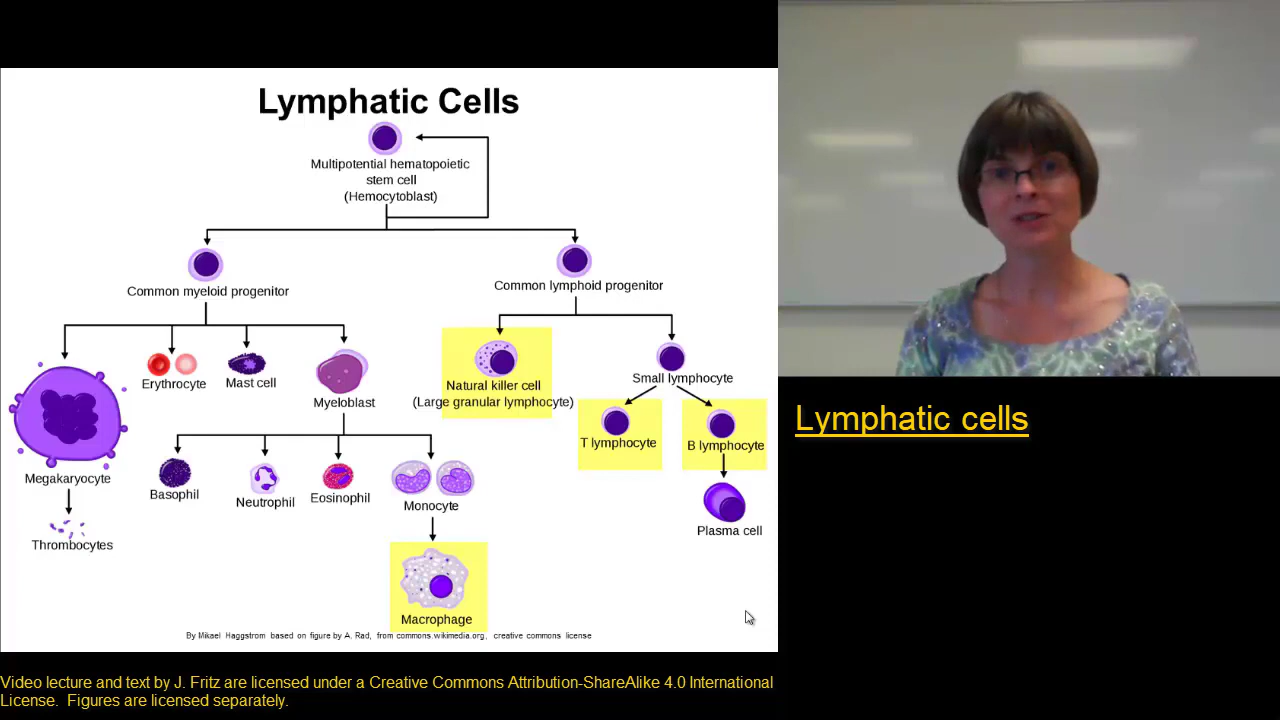 Lymphatic Cells
Multipotential hematopoietic
stem cell
(Hemocytoblast)
Common myeloid progenitor
Common lymphoid progenitor
Erythrocyte
Mast cell
Myeloblast
Natural killer cell
(Large granular lymphocyte)
Small lymphocyte
T lymphocyte
B lymphocyte
Megakaryocyte
Thrombocytes
Basophil
Neutrophil
Eosinophil
Monocyte
Plasma cell
Macrophage
By Mikael Haggstrom based on figure by A. Rad, from commons.wikimedia.org, creative commons license
Lymphatic cells
Video lecture and text by J. Fritz are licensed under a Creative Commons Attribution-ShareAlike 4.0 International
License. Figures are licensed separately.